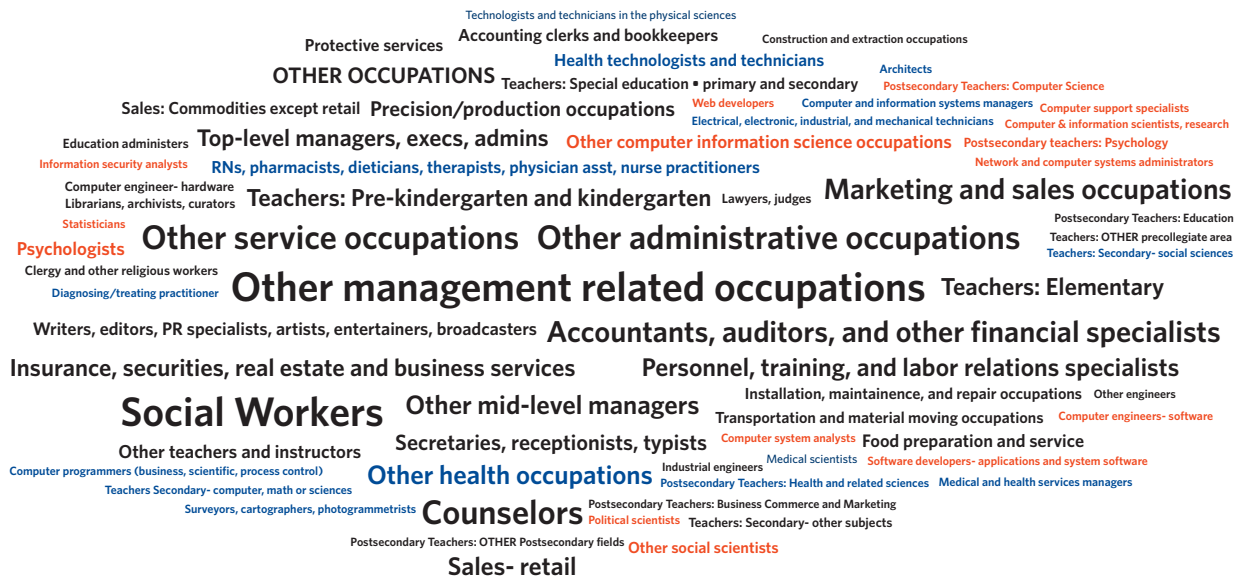 Technologists and technicians in the physical sciences
Accounting clerks and bookkeepers
Construction and extraction occupations
Protective services
Health technologists and technicians
Architects
OTHER OCCUPATIONS
Teachers: Special education ▪ primary and secondary
Postsecondary Teachers: Computer Science
Sales: Commodities except retail
Precision/production occupations
Web developers
Computer and information systems managers
Computer support specialists
Electrical, electronic, industrial, and mechanical technicians
Computer & information scientists, research
Education administers
Top-level managers, execs, admins
Other computer information science occupations
Postsecondary teachers: Psychology
Information security analysts
RNs, pharmacists, dieticians, therapists, physician asst, nurse practitioners
Network and computer systems administrators
Computer engineer- hardware
Librarians, archivists, curators
Teachers: Pre-kindergarten and kindergarten
Lawyers, judges
Marketing and sales occupations
Statisticians
Psychologists
Other service occupations
Other administrative occupations
Postsecondary Teachers: Education
Teachers: OTHER precollegiate area
Teachers: Secondary- social sciences
Clergy and other religious workers
Diagnosing/treating practitioner
Other management related occupations
Teachers: Elementary
Writers, editors, PR specialists, artists, entertainers, broadcasters
Accountants, auditors, and other financial specialists
Insurance, securities, real estate and business services
Personnel, training, and labor relations specialists
Social Workers
Other mid-level managers
Installation, maintainence, and repair occupations
Other engineers
Transportation and material moving occupations
Computer engineers- software
Other teachers and instructors
Secretaries, receptionists, typists
Computer system analysts
Food preparation and service
Computer programmers (business, scientific, process control)
Other health occupations
Industrial engineers
Medical scientists
Software developers- applications and system software
Teachers Secondary- computer, math or sciences
Postsecondary Teachers: Health and related sciences
Medical and health services managers
Surveyors, cartographers, photogrammetrists
Counselors
Postsecondary Teachers: Business Commerce and Marketing
Political scientists
Teachers: Secondary- other subjects
Postsecondary Teachers: OTHER Postsecondary fields
Other social scientists
Sales- retail